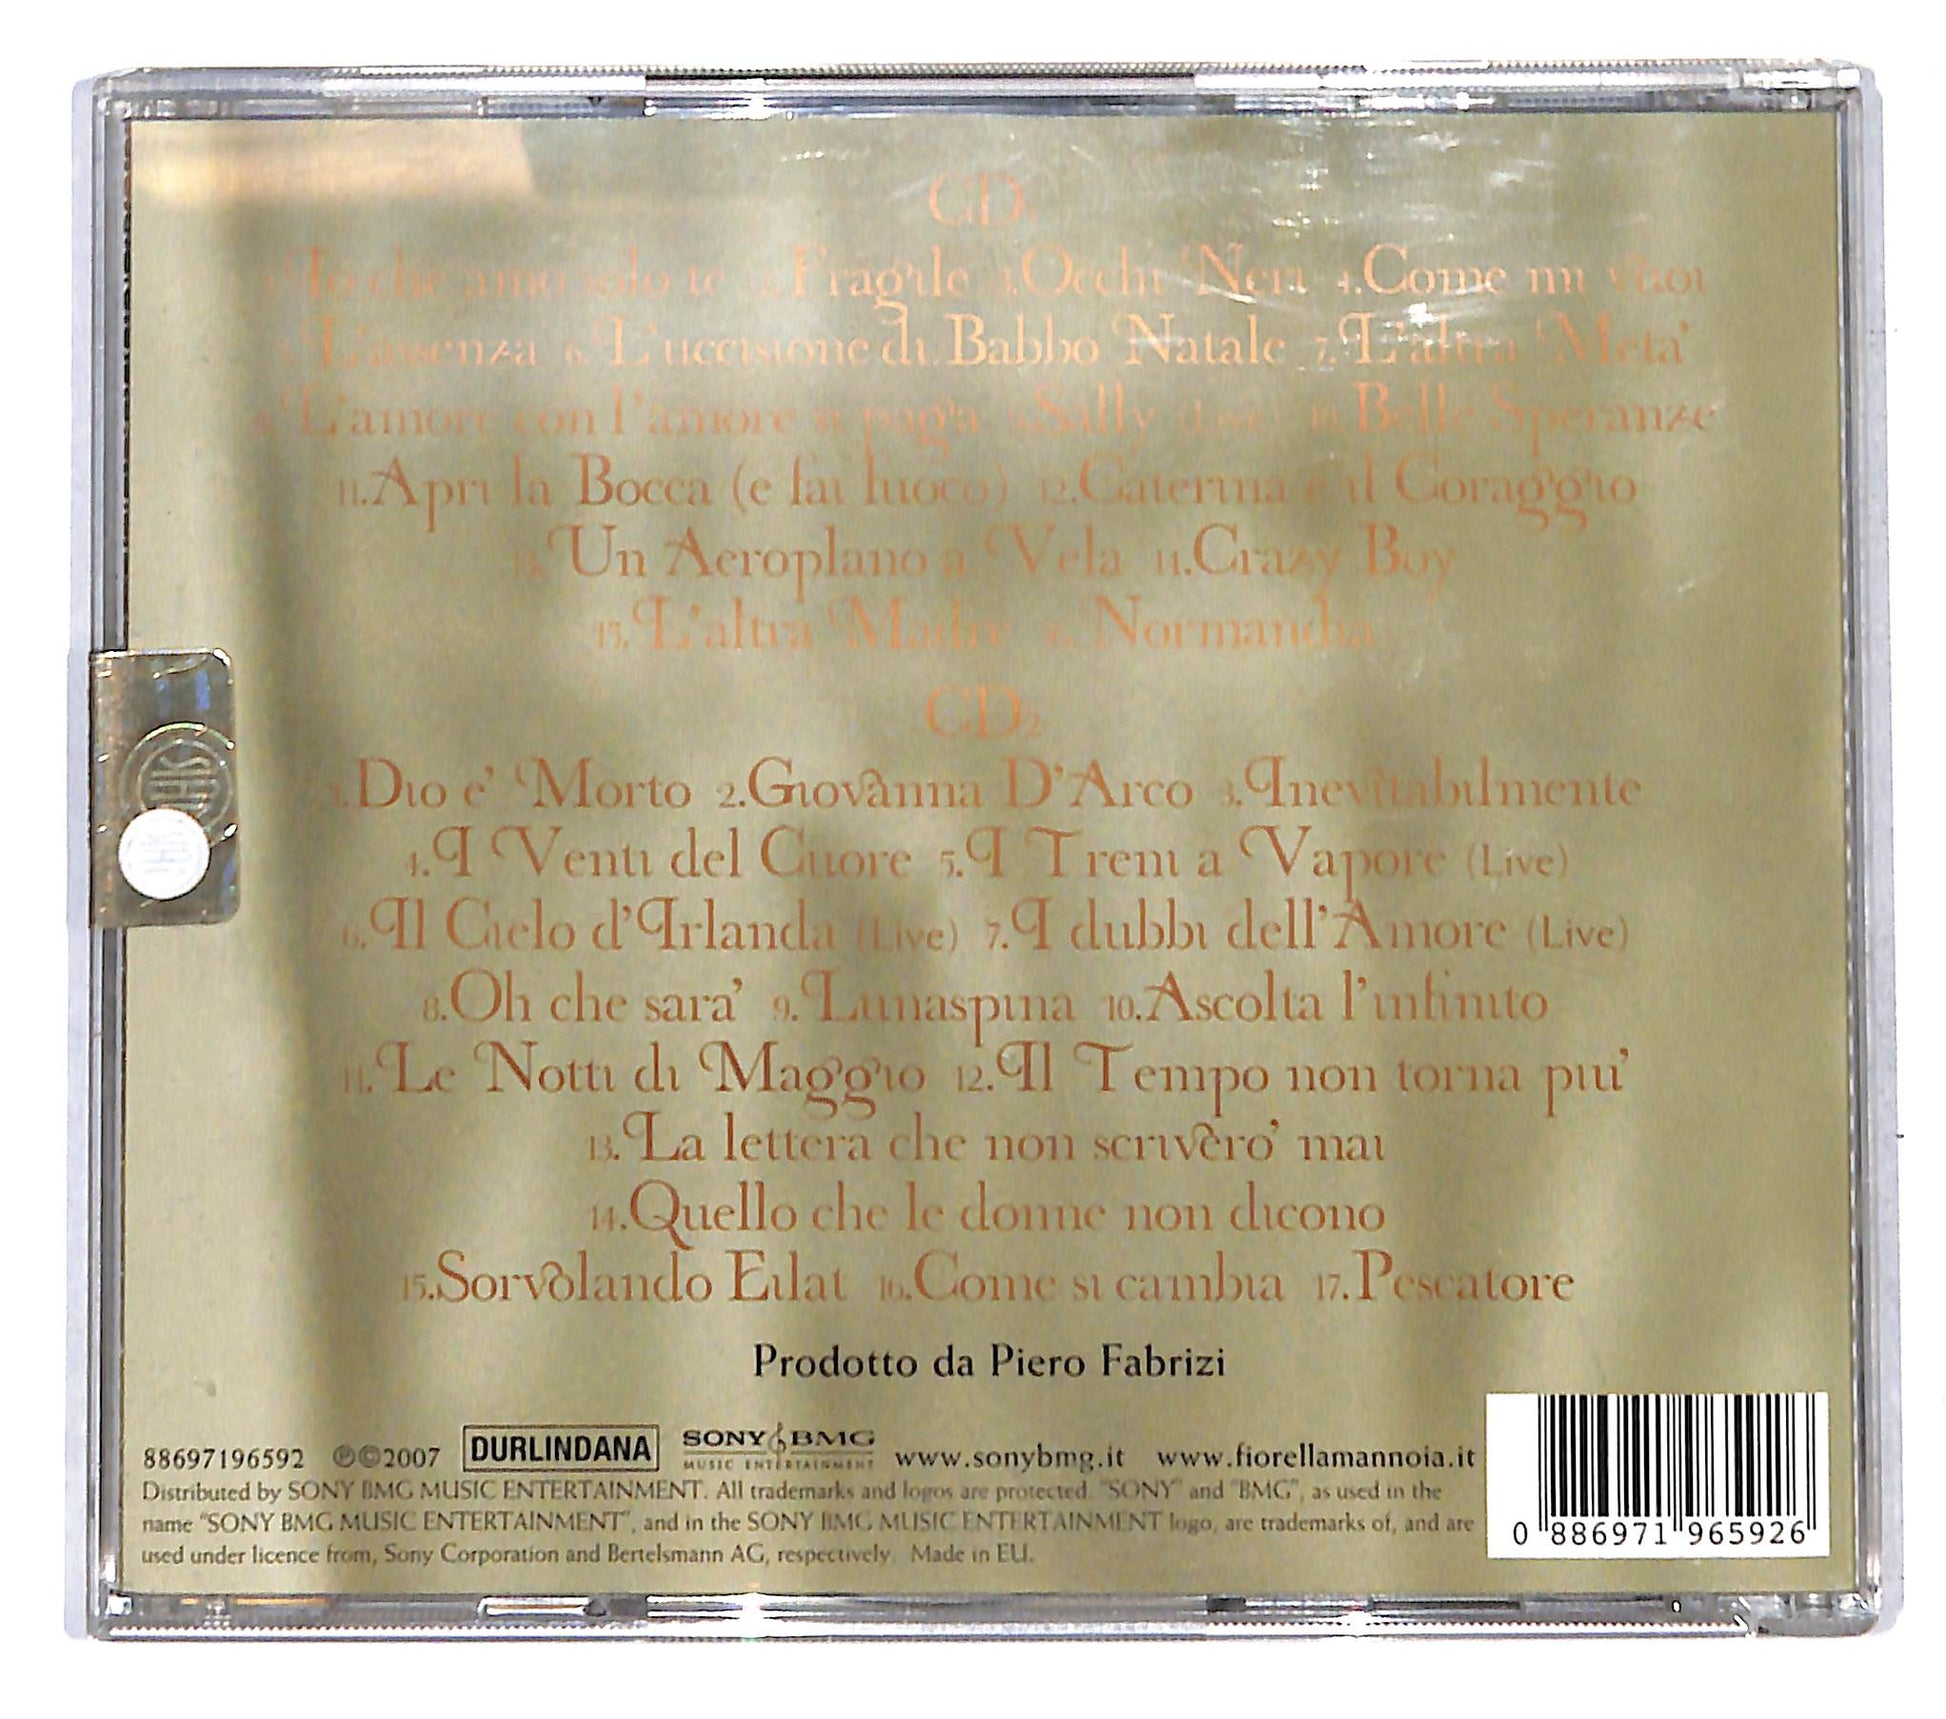 CD1
1.Io che amo solo te 2.Fragile 3.Occhi Neri 4.Come mi vuoi
5.L'assenza 6.L'uccisione di Babbo Natale 7.L'altra Meta'
8.L'amore con l'amore si paga 9.Sally (Live) 10.Belle Speranze
11.Apri la Bocca (e fai fuoco) 12.Caterina e il Coraggio
13.Un Aeroplano a Vela 14.Crazy Boy
15.L'altra Madre 16.Normandia
CD2
1.Dio e' Morto 2.Giovanna D'Arco 3.Inevitabilmente
4.I Venti del Cuore 5.I Treni a Vapore (Live)
6.Il Cielo d'Irlanda (Live) 7.I dubbi dell'Amore (Live)
8.Oh che sara' 9.Lunaspina 10.Ascolta l'infinito
11.Le Notti di Maggio 12.Il Tempo non torna piu'
13.La lettera che non scrivero' mai
14.Quello che le donne non dicono
15.Sorvolando Eilat 16.Come si cambia 17.Pescatore
Prodotto da Piero Fabrizi
88697196592 ℗©2007 DURLINDANA SONY BMG MUSIC ENTERTAINMENT www.sonybmg.it www.fiorellamannoia.it
Distributed by SONY BMG MUSIC ENTERTAINMENT. All trademarks and logos are protected. "SONY" and "BMG", as used in the
name "SONY BMG MUSIC ENTERTAINMENT", and in the SONY BMG MUSIC ENTERTAINMENT logo, are trademarks of, and are
used under licence from, Sony Corporation and Bertelsmann AG, respectively. Made in EU.
0 886971 965926